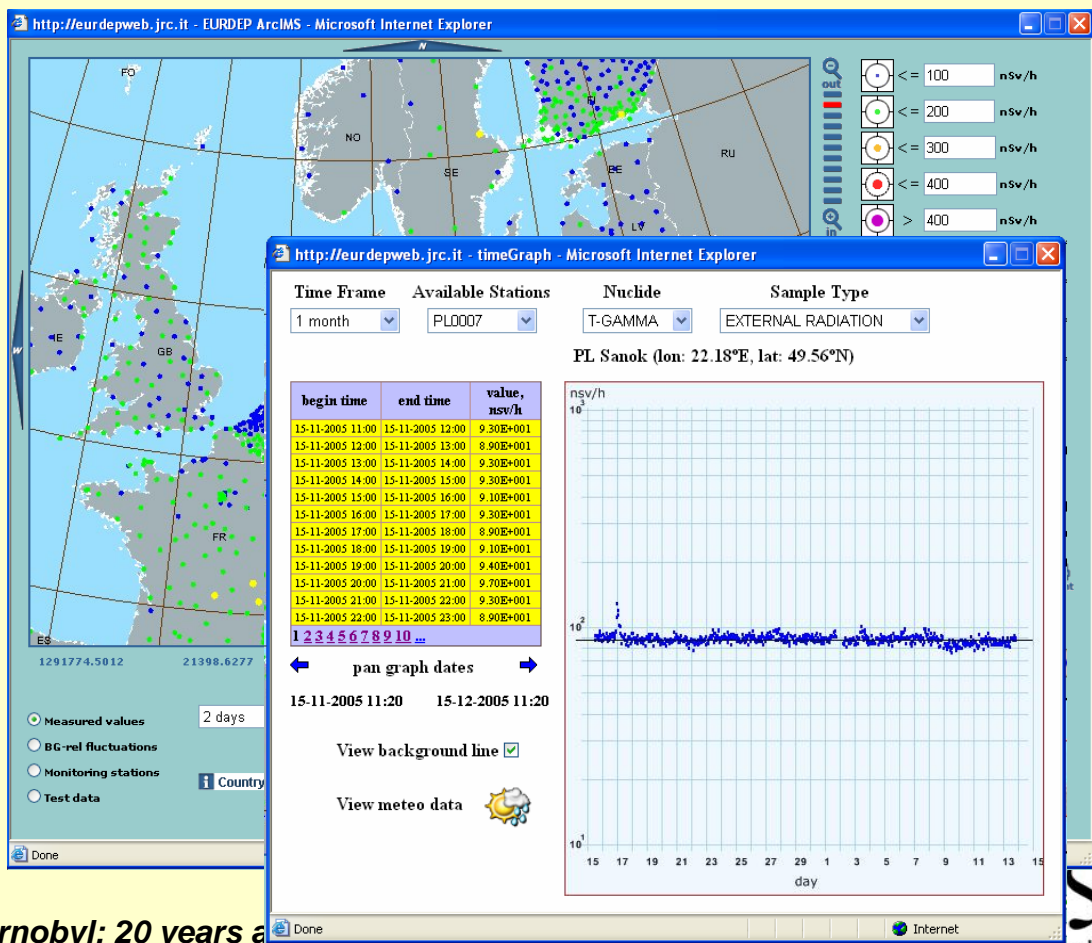 http://eurdepweb.jrc.it - EURDEP ArcIMS - Microsoft Internet Explorer
N
W
FO
NO
SE
FI
RU
EE
LV
IE
GB
FR
ES
out
in
<= 100 nSv/h
<= 200 nSv/h
<= 300 nSv/h
<= 400 nSv/h
> 400 nSv/h
1291774.5012 21398.6277
Measured values
BG-rel fluctuations
Monitoring stations
Test data
2 days
Country
Done
http://eurdepweb.jrc.it - timeGraph - Microsoft Internet Explorer
Time Frame Available Stations Nuclide Sample Type
1 month PL0007 T-GAMMA EXTERNAL RADIATION
PL Sanok (lon: 22.18ºE, lat: 49.56ºN)
begin time end time value, nsv/h
15-11-2005 11:00 15-11-2005 12:00 9.30E+001
15-11-2005 12:00 15-11-2005 13:00 8.90E+001
15-11-2005 13:00 15-11-2005 14:00 9.30E+001
15-11-2005 14:00 15-11-2005 15:00 9.30E+001
15-11-2005 15:00 15-11-2005 16:00 9.10E+001
15-11-2005 16:00 15-11-2005 17:00 9.30E+001
15-11-2005 17:00 15-11-2005 18:00 8.90E+001
15-11-2005 18:00 15-11-2005 19:00 9.10E+001
15-11-2005 19:00 15-11-2005 20:00 9.40E+001
15-11-2005 20:00 15-11-2005 21:00 9.70E+001
15-11-2005 21:00 15-11-2005 22:00 9.30E+001
15-11-2005 22:00 15-11-2005 23:00 8.90E+001
1 2 3 4 5 6 7 8 9 10 ...
pan graph dates
15-11-2005 11:20 15-12-2005 11:20
View background line
View meteo data
nsv/h
10³
10²
10¹
15 17 19 21 23 25 27 29 1 3 5 7 9 11 13 15
day
Done Internet
rnobyl: 20 years a